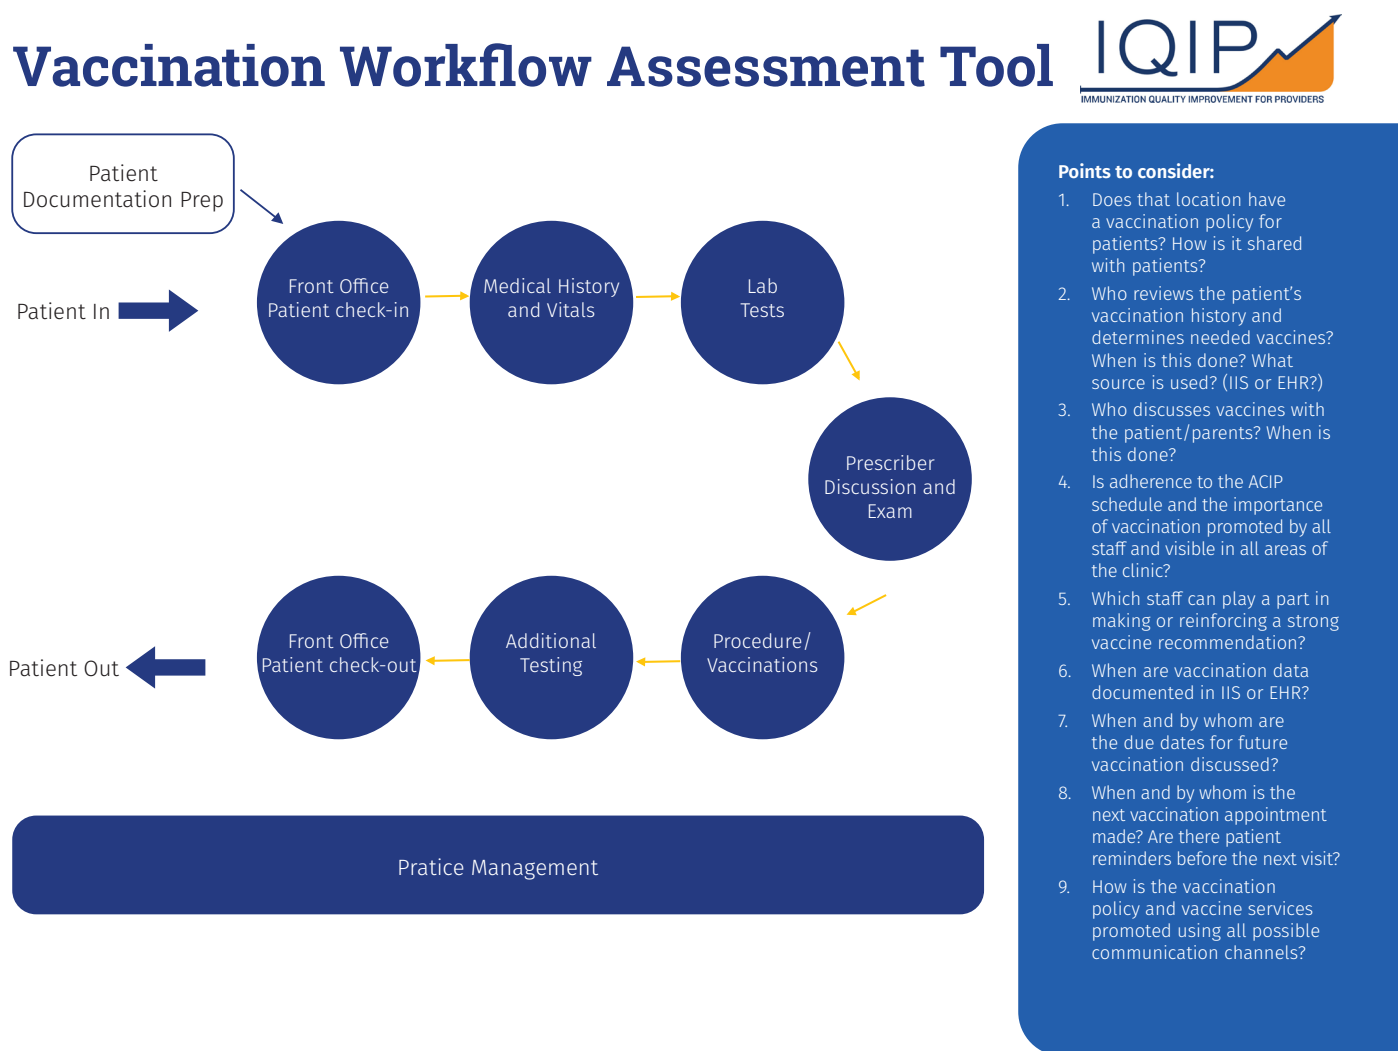 Vaccination Workflow Assessment Tool
IQIP
IMMUNIZATION QUALITY IMPROVEMENT FOR PROVIDERS
Patient
Documentation Prep
Patient In
Front Office
Patient check-in
Medical History
and Vitals
Lab
Tests
Prescriber
Discussion and
Exam
Procedure/
Vaccinations
Additional
Testing
Front Office
Patient check-out
Patient Out
Pratice Management
Points to consider:
1. Does that location have
a vaccination policy for
patients? How is it shared
with patients?
2. Who reviews the patient’s
vaccination history and
determines needed vaccines?
When is this done? What
source is used? (IIS or EHR?)
3. Who discusses vaccines with
the patient/parents? When is
this done?
4. Is adherence to the ACIP
schedule and the importance
of vaccination promoted by all
staff and visible in all areas of
the clinic?
5. Which staff can play a part in
making or reinforcing a strong
vaccine recommendation?
6. When are vaccination data
documented in IIS or EHR?
7. When and by whom are
the due dates for future
vaccination discussed?
8. When and by whom is the
next vaccination appointment
made? Are there patient
reminders before the next visit?
9. How is the vaccination
policy and vaccine services
promoted using all possible
communication channels?